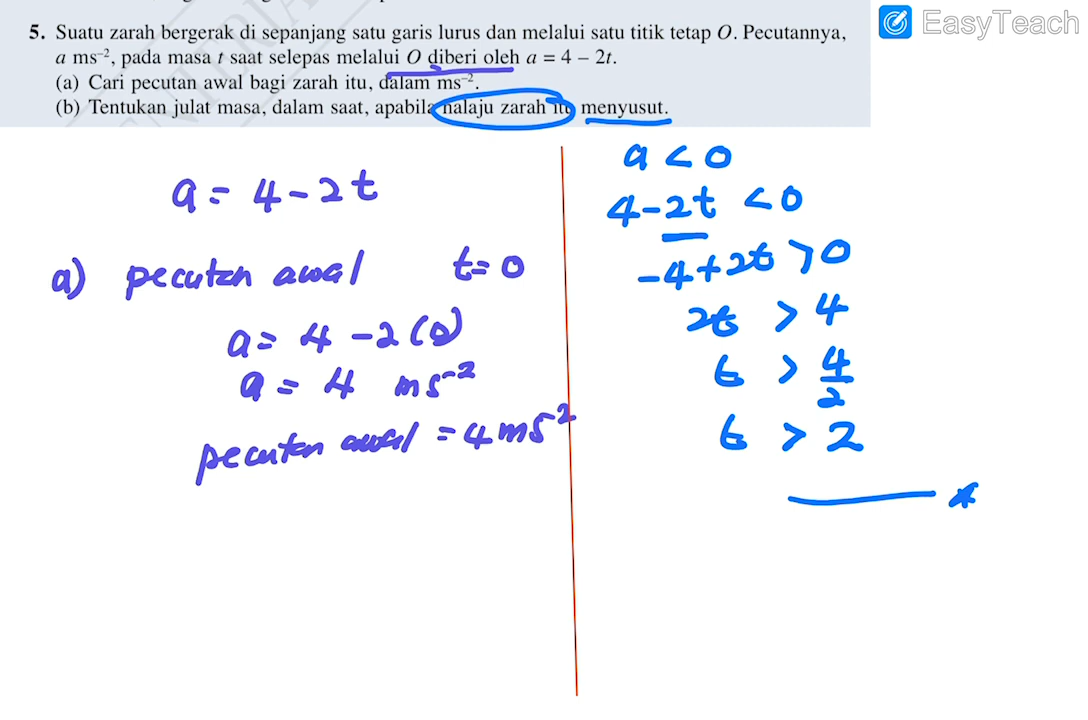 5. Suatu zarah bergerak di sepanjang satu garis lurus dan melalui satu titik tetap O. Pecutannya,
a ms⁻², pada masa t saat selepas melalui O diberi oleh a = 4 – 2t.
(a) Cari pecutan awal bagi zarah itu, dalam ms⁻².
(b) Tentukan julat masa, dalam saat, apabila halaju zarah itu menyusut.
EasyTeach
a = 4 - 2t
a) pecutan awal t = 0
a = 4 - 2(0)
a = 4 ms⁻²
pecutan awal = 4 ms⁻²
a < 0
4 - 2t < 0
-4 + 2t > 0
2t > 4
t > 4/2
t > 2